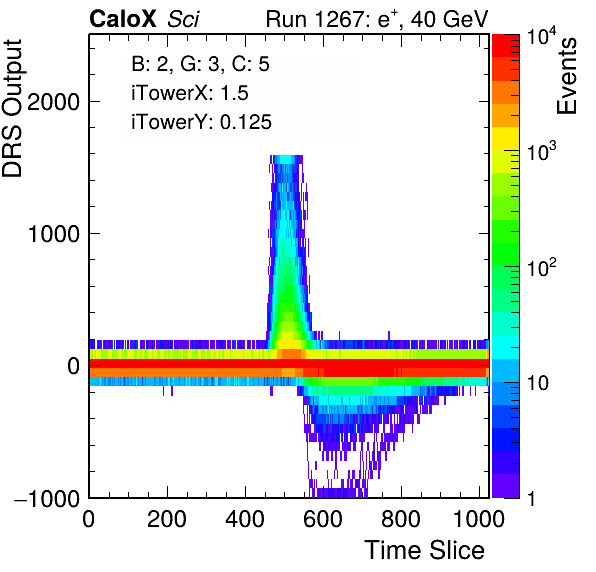 CaloX Sci Run 1267: e+, 40 GeV
B: 2, G: 3, C: 5
iTowerX: 1.5
iTowerY: 0.125
DRS Output
2000
1000
0
−1000
0 200 400 600 800 1000
Time Slice
10^4
10^3
10^2
10
1
Events